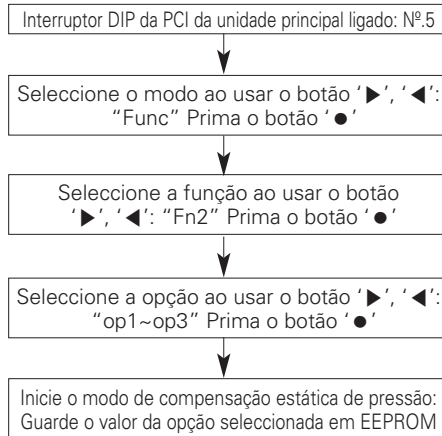 Interruptor DIP da PCI da unidade principal ligado: Nº.5
Seleccione o modo ao usar o botão ‘▶’, ‘◀’:
“Func” Prima o botão ‘●’
Seleccione a função ao usar o botão
‘▶’, ‘◀’: “Fn2” Prima o botão ‘●’
Seleccione a opção ao usar o botão ‘▶’, ‘◀’:
“op1~op3” Prima o botão ‘●’
Inicie o modo de compensação estática de pressão:
Guarde o valor da opção seleccionada em EEPROM